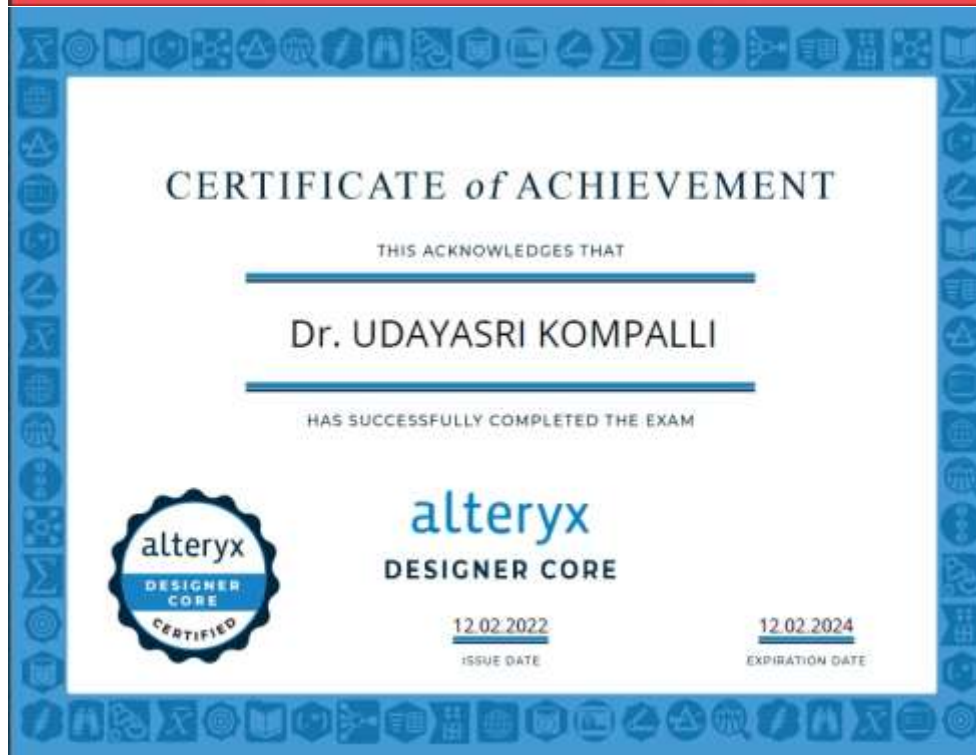 CERTIFICATE of ACHIEVEMENT
THIS ACKNOWLEDGES THAT
Dr. UDAYASRI KOMPALLI
HAS SUCCESSFULLY COMPLETED THE EXAM
alteryx
DESIGNER CORE
alteryx
DESIGNER
CORE
CERTIFIED
12.02.2022
ISSUE DATE
12.02.2024
EXPIRATION DATE